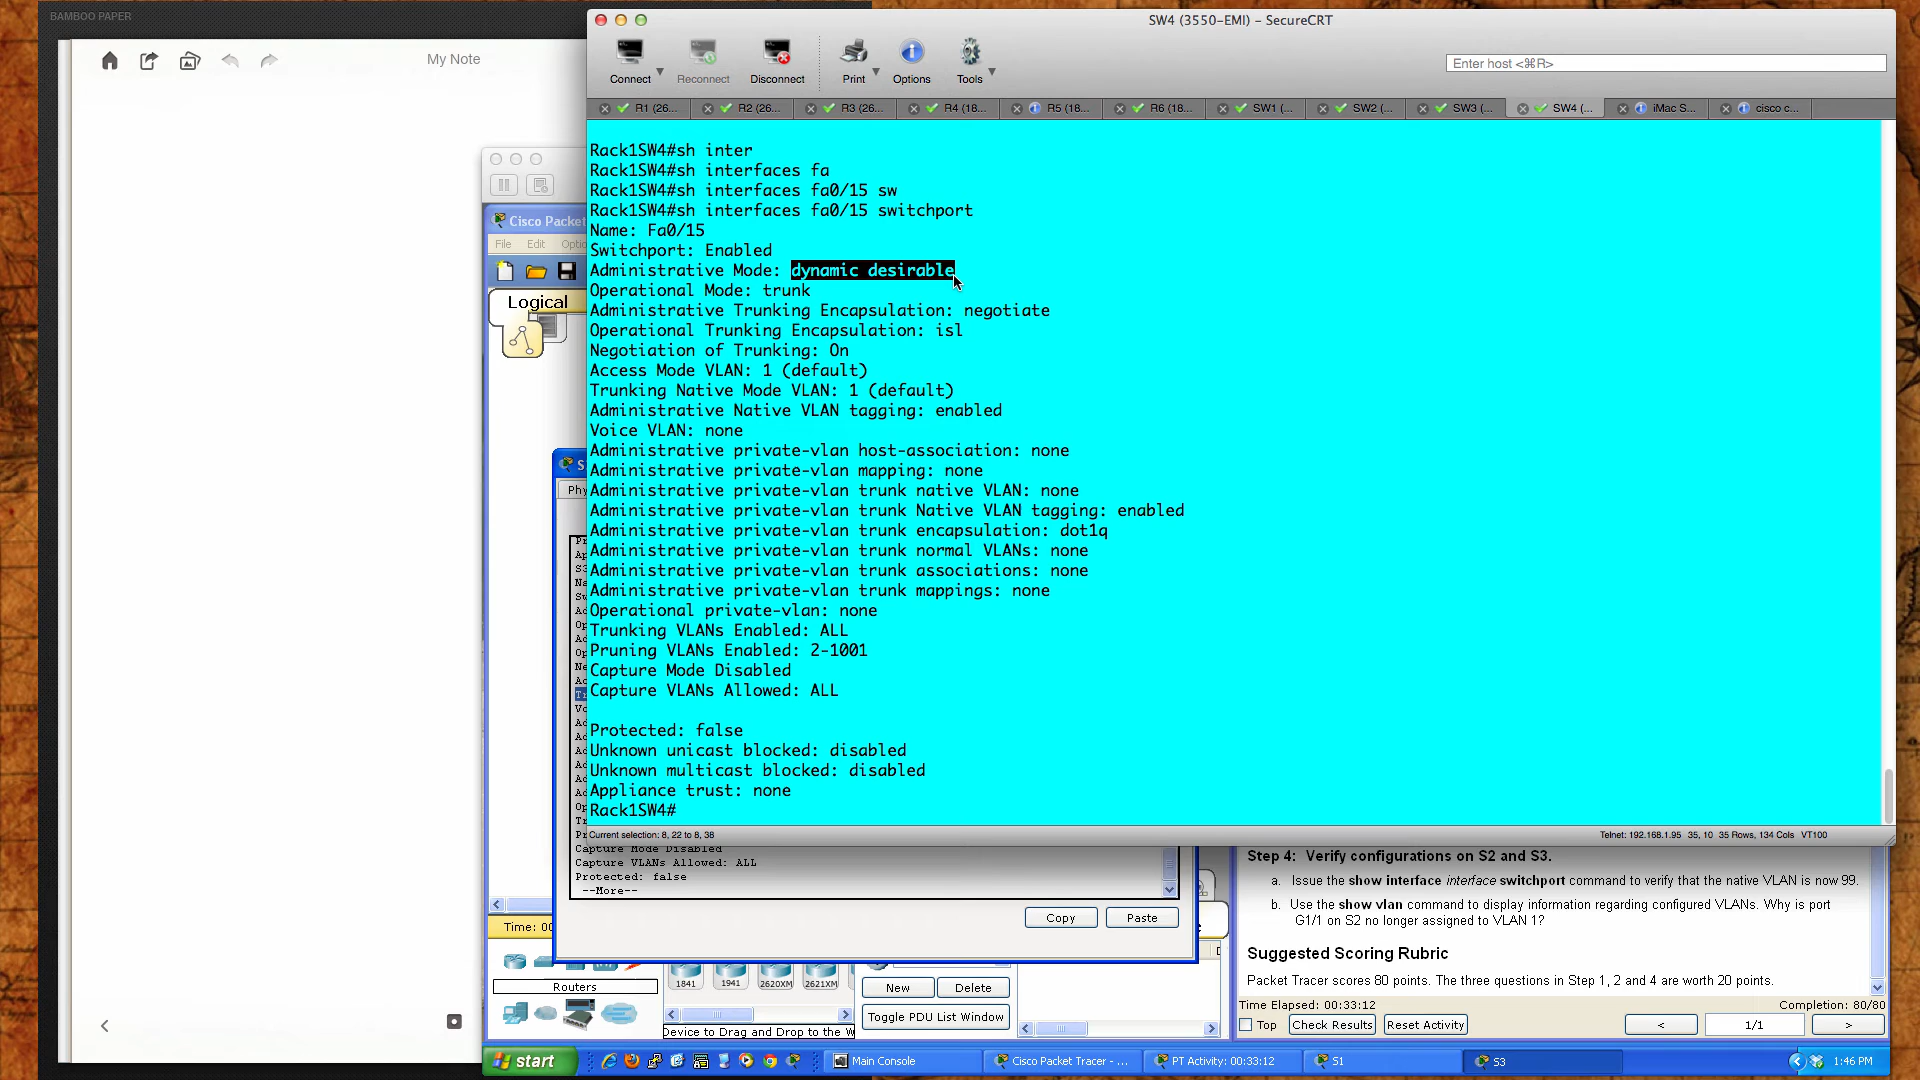 BAMBOO PAPER
My Note
SW4 (3550-EMI) – SecureCRT
Connect
Reconnect
Disconnect
Print
Options
Tools
Enter host <⌘R>
R1 (26...
R2 (26...
R3 (26...
R4 (18...
R5 (18...
R6 (18...
SW1 (...
SW2 (...
SW3 (...
SW4 (...
iMac S...
cisco c...
Rack1SW4#sh inter
Rack1SW4#sh interfaces fa
Rack1SW4#sh interfaces fa0/15 sw
Rack1SW4#sh interfaces fa0/15 switchport
Name: Fa0/15
Switchport: Enabled
Administrative Mode: dynamic desirable
Operational Mode: trunk
Administrative Trunking Encapsulation: negotiate
Operational Trunking Encapsulation: isl
Negotiation of Trunking: On
Access Mode VLAN: 1 (default)
Trunking Native Mode VLAN: 1 (default)
Administrative Native VLAN tagging: enabled
Voice VLAN: none
Administrative private-vlan host-association: none
Administrative private-vlan mapping: none
Administrative private-vlan trunk native VLAN: none
Administrative private-vlan trunk Native VLAN tagging: enabled
Administrative private-vlan trunk encapsulation: dot1q
Administrative private-vlan trunk normal VLANs: none
Administrative private-vlan trunk associations: none
Administrative private-vlan trunk mappings: none
Operational private-vlan: none
Trunking VLANs Enabled: ALL
Pruning VLANs Enabled: 2-1001
Capture Mode Disabled
Capture VLANs Allowed: ALL
Protected: false
Unknown unicast blocked: disabled
Unknown multicast blocked: disabled
Appliance trust: none
Rack1SW4#
Current selection: 8, 22 to 8, 38
Telnet: 192.168.1.95 35, 10 35 Rows, 134 Cols VT100
Cisco Packet
File Edit Optio
Logical
Phy
Capture Mode Disabled
Capture VLANs Allowed: ALL
Protected: false
--More--
Copy
Paste
Time: 00
Routers
1841
1941
2620XM
2621XM
Device to Drag and Drop to the W
New
Delete
Toggle PDU List Window
Step 4: Verify configurations on S2 and S3.
a. Issue the show interface interface switchport command to verify that the native VLAN is now 99.
b. Use the show vlan command to display information regarding configured VLANs. Why is port
G1/1 on S2 no longer assigned to VLAN 1?
Suggested Scoring Rubric
Packet Tracer scores 80 points. The three questions in Step 1, 2 and 4 are worth 20 points.
Time Elapsed: 00:33:12
Completion: 80/80
Top
Check Results
Reset Activity
<
1/1
>
start
Main Console
Cisco Packet Tracer - ...
PT Activity: 00:33:12
S1
S3
1:46 PM